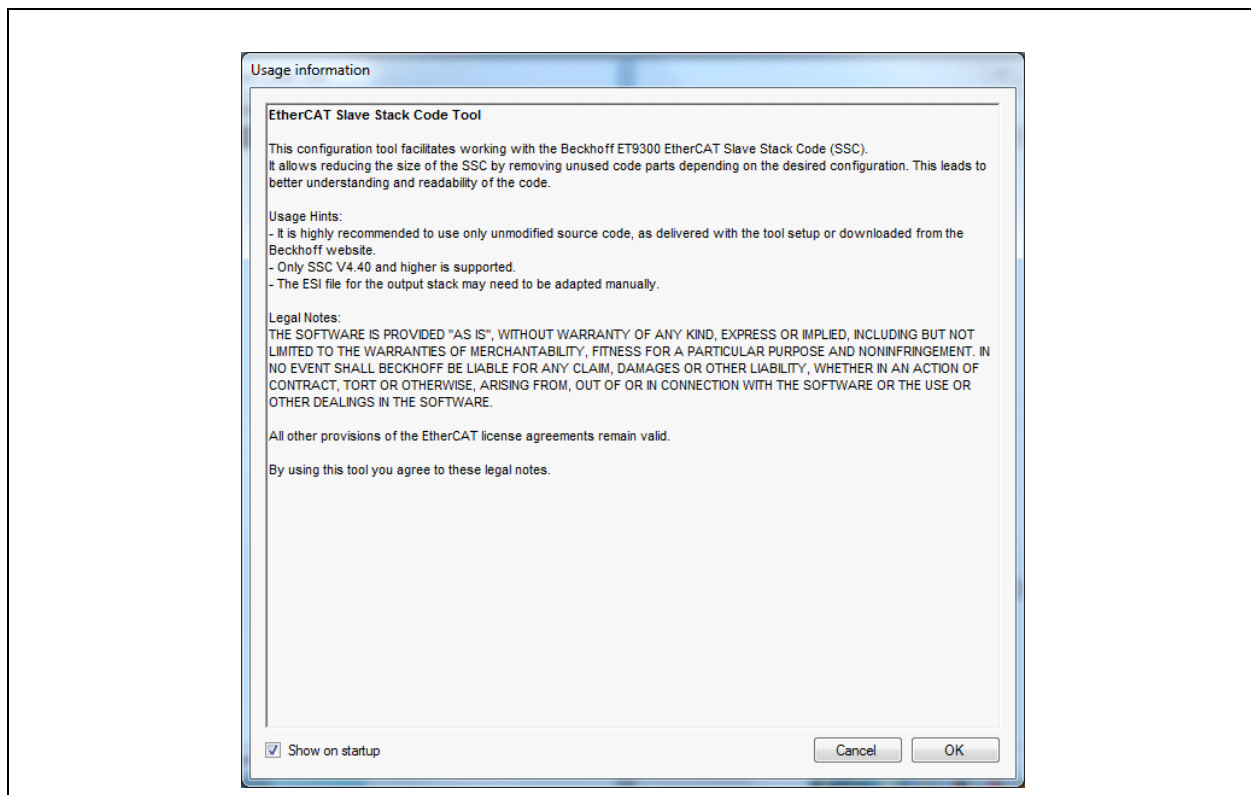 Usage information
EtherCAT Slave Stack Code Tool
This configuration tool facilitates working with the Beckhoff ET9300 EtherCAT Slave Stack Code (SSC).
It allows reducing the size of the SSC by removing unused code parts depending on the desired configuration. This leads to
better understanding and readability of the code.
Usage Hints:
- It is highly recommended to use only unmodified source code, as delivered with the tool setup or downloaded from the
Beckhoff website.
- Only SSC V4.40 and higher is supported.
- The ESI file for the output stack may need to be adapted manually.
Legal Notes:
THE SOFTWARE IS PROVIDED "AS IS", WITHOUT WARRANTY OF ANY KIND, EXPRESS OR IMPLIED, INCLUDING BUT NOT
LIMITED TO THE WARRANTIES OF MERCHANTABILITY, FITNESS FOR A PARTICULAR PURPOSE AND NONINFRINGEMENT. IN
NO EVENT SHALL BECKHOFF BE LIABLE FOR ANY CLAIM, DAMAGES OR OTHER LIABILITY, WHETHER IN AN ACTION OF
CONTRACT, TORT OR OTHERWISE, ARISING FROM, OUT OF OR IN CONNECTION WITH THE SOFTWARE OR THE USE OR
OTHER DEALINGS IN THE SOFTWARE.
All other provisions of the EtherCAT license agreements remain valid.
By using this tool you agree to these legal notes.
Show on startup
Cancel
OK